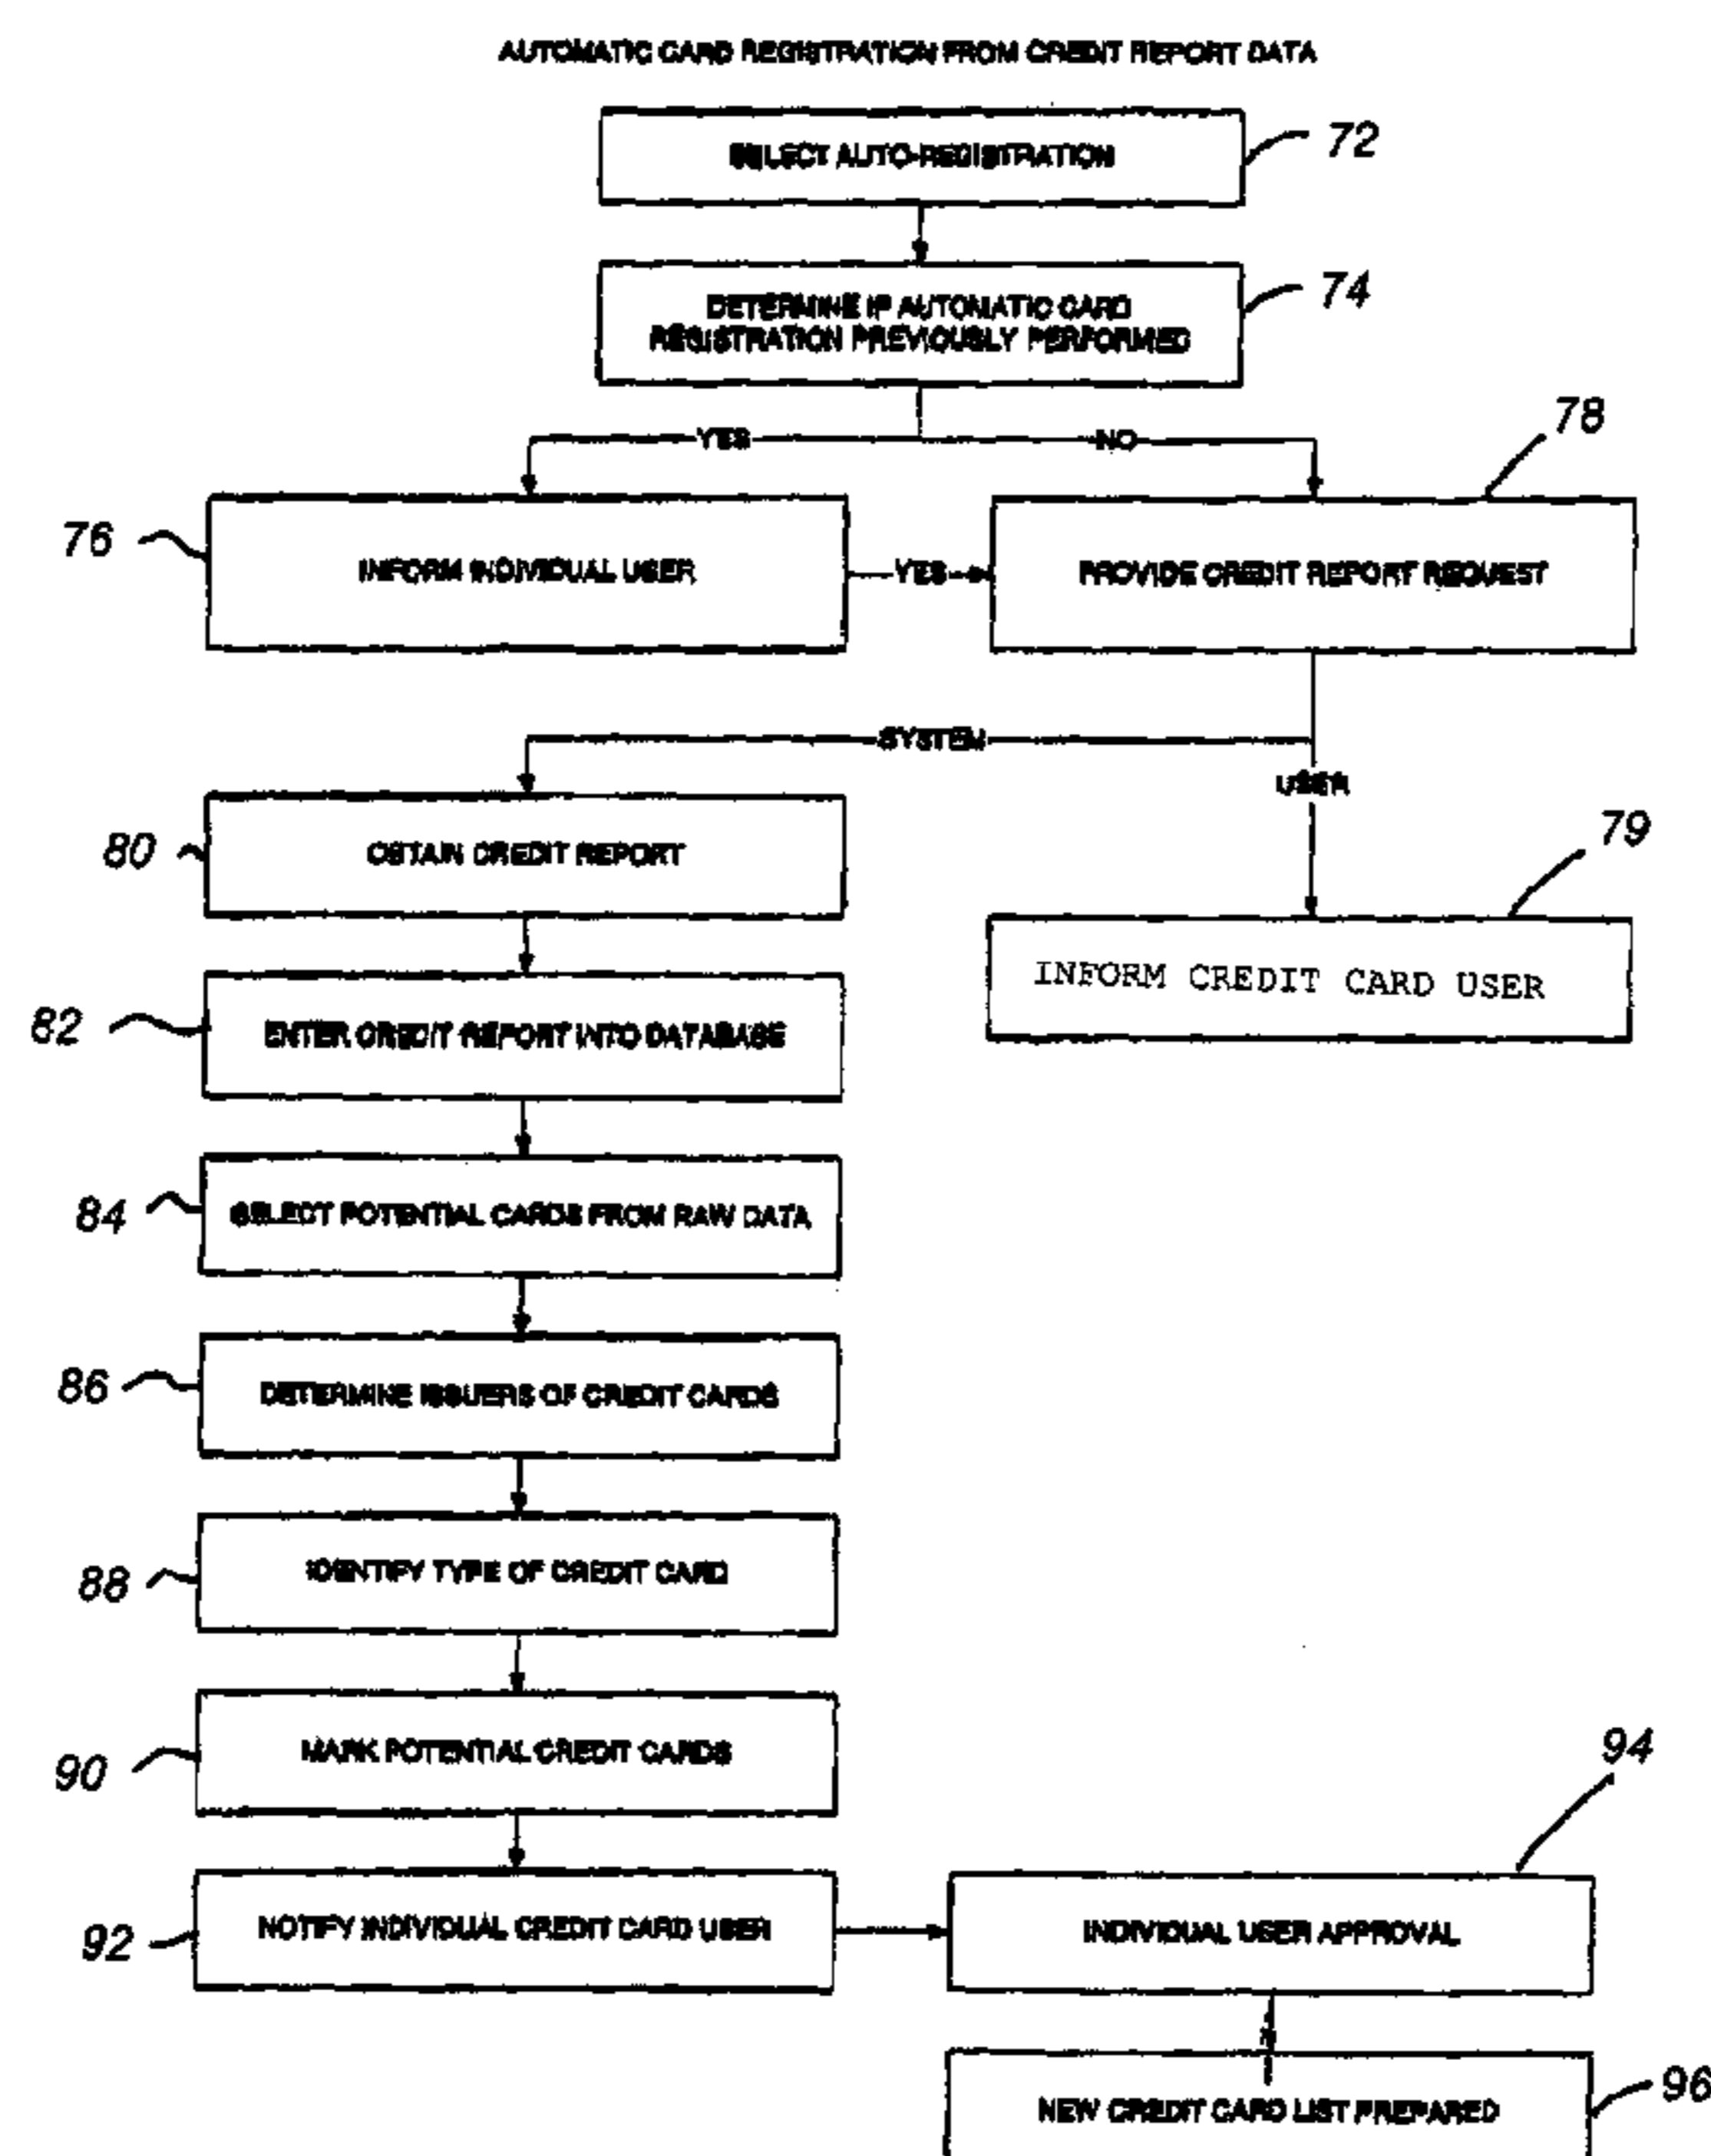 AUTOMATIC CARD REGISTRATION FROM CREDIT REPORT DATA
SELECT AUTO-REGISTRATION
72
DETERMINE IF AUTOMATIC CARD
REGISTRATION PREVIOUSLY PERFORMED
74
YES
NO
78
76
INFORM INDIVIDUAL USER
YES
PROVIDE CREDIT REPORT REQUEST
SYSTEM
USER
80
OBTAIN CREDIT REPORT
79
INFORM CREDIT CARD USER
82
ENTER CREDIT REPORT INTO DATABASE
84
SELECT POTENTIAL CARDS FROM RAW DATA
86
DETERMINE ISSUERS OF CREDIT CARDS
88
IDENTIFY TYPE OF CREDIT CARD
90
MARK POTENTIAL CREDIT CARDS
94
92
NOTIFY INDIVIDUAL CREDIT CARD USER
INDIVIDUAL USER APPROVAL
NEW CREDIT CARD LIST PREPARED
96